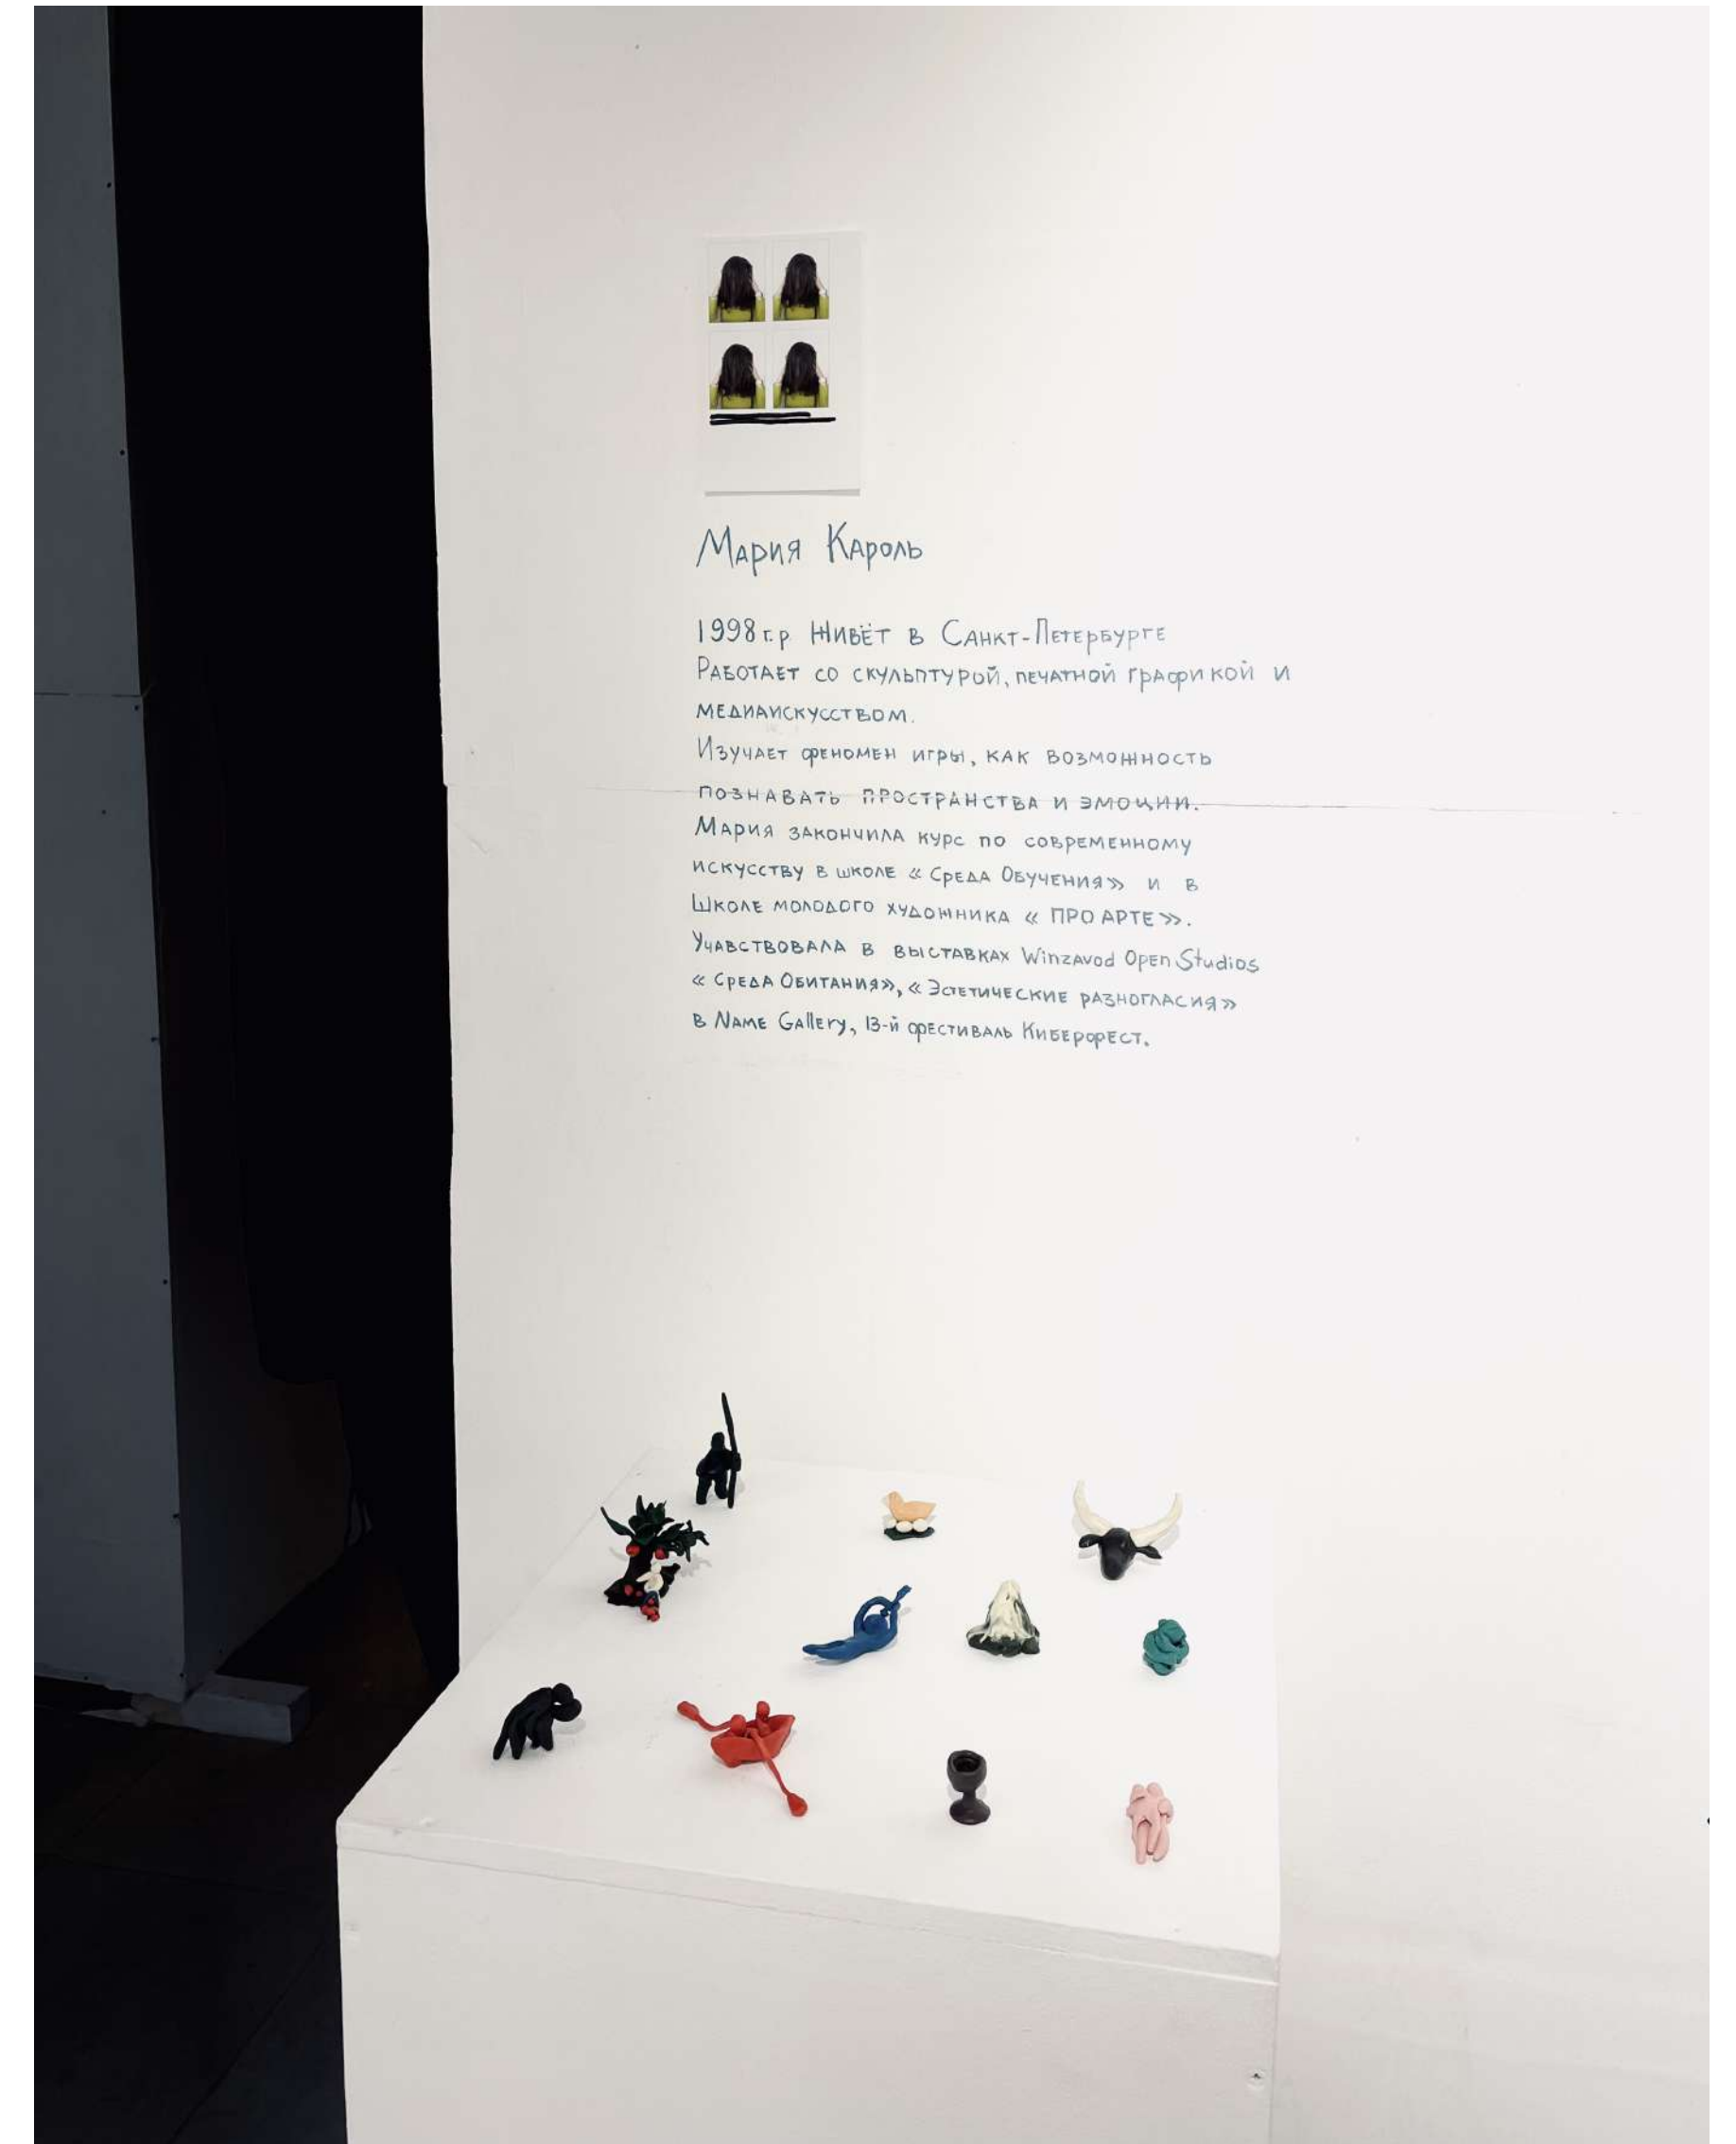 Мария Кароль
1998 г.р Живёт в Санкт-Петербурге
Работает со скульптурой, печатной графикой и
медиаискусством.
Изучает феномен игры, как возможность
познавать пространства и эмоции.
Мария закончила курс по современному
искусству в школе « Среда Обучения» и в
Школе молодого художника « ПРО АРТЕ».
Учавствовала в выставках Winzavod Open Studios
« Среда Обитания», « Эстетические разногласия»
в Name Gallery, 13-й фестиваль Киберфест.